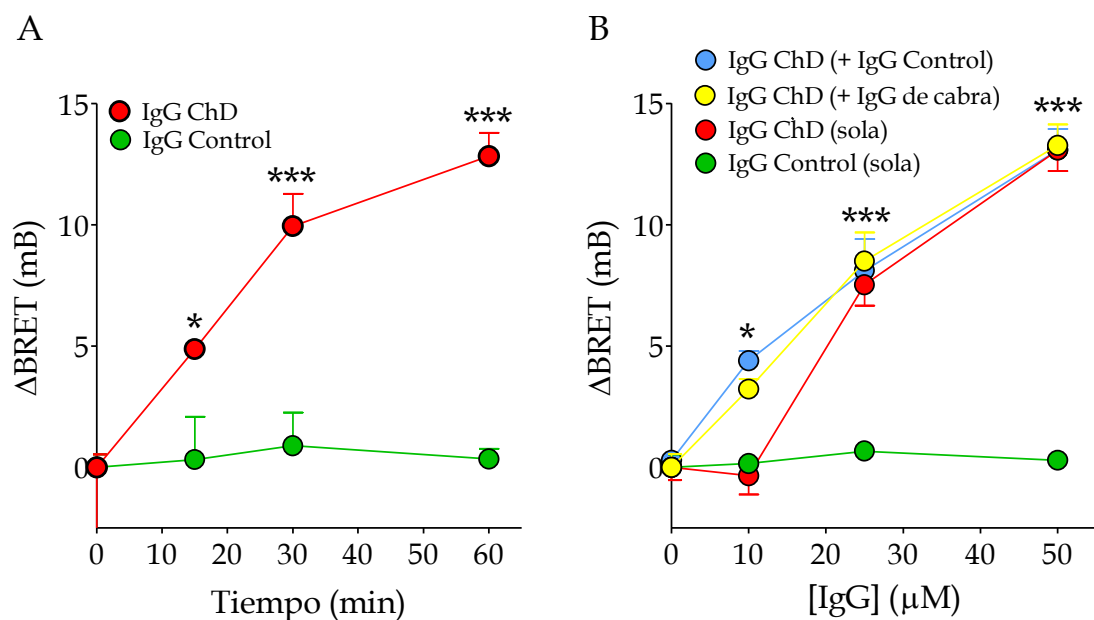 A
IgG ChD
IgG Control
***
***
*
15
10
5
0
ΔBRET (mB)
0 10 20 30 40 50 60
Tiempo (min)
B
IgG ChD (+ IgG Control)
IgG ChD (+ IgG de cabra)
IgG ChD (sola)
IgG Control (sola)
***
***
*
15
10
5
0
ΔBRET (mB)
0 10 20 30 40 50
[IgG] (µM)